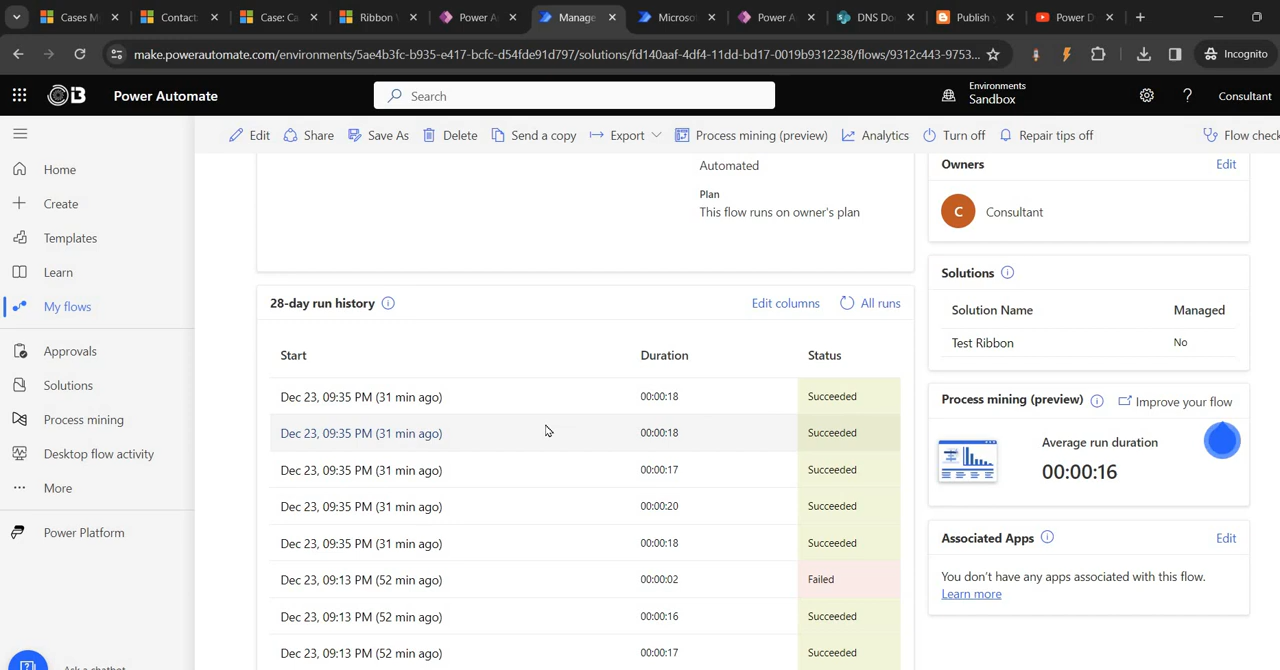 Cases M
Contact:
Case: Ca
Ribbon
Power A
Manage
Microso
Power A
DNS Do
Publish
Power D
make.powerautomate.com/environments/5ae4b3fc-b935-e417-bcfc-d54fde91d797/solutions/fd140aaf-4df4-11dd-bd17-0019b9312238/flows/9312c443-9753...
Incognito
Power Automate
Search
Environments
Sandbox
Consultant
Edit
Share
Save As
Delete
Send a copy
Export
Process mining (preview)
Analytics
Turn off
Repair tips off
Flow check
Home
Create
Templates
Learn
My flows
Approvals
Solutions
Process mining
Desktop flow activity
More
Power Platform
Ask a chatbot
Automated
Plan
This flow runs on owner's plan
28-day run history
Edit columns
All runs
Start Duration Status
Dec 23, 09:35 PM (31 min ago) 00:00:18 Succeeded
Dec 23, 09:35 PM (31 min ago) 00:00:18 Succeeded
Dec 23, 09:35 PM (31 min ago) 00:00:17 Succeeded
Dec 23, 09:35 PM (31 min ago) 00:00:20 Succeeded
Dec 23, 09:35 PM (31 min ago) 00:00:18 Succeeded
Dec 23, 09:13 PM (52 min ago) 00:00:02 Failed
Dec 23, 09:13 PM (52 min ago) 00:00:16 Succeeded
Dec 23, 09:13 PM (52 min ago) 00:00:17 Succeeded
Owners
Edit
C
Consultant
Solutions
Solution Name Managed
Test Ribbon No
Process mining (preview)
Improve your flow
Average run duration
00:00:16
Associated Apps
Edit
You don't have any apps associated with this flow.
Learn more